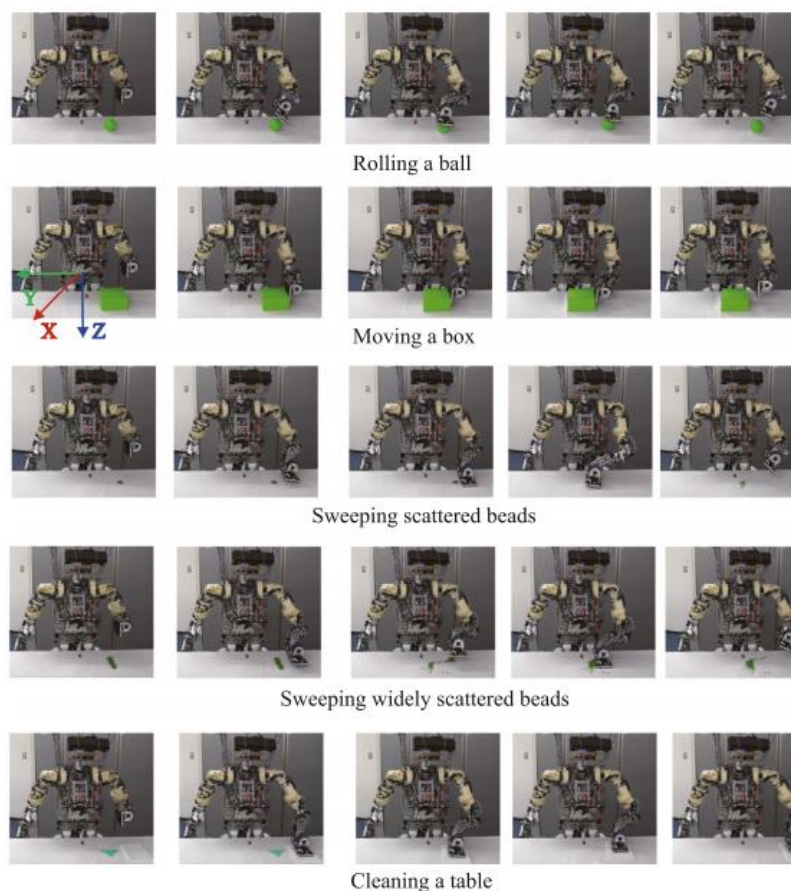 Rolling a ball
Y
X
Z
Moving a box
Sweeping scattered beads
Sweeping widely scattered beads
Cleaning a table